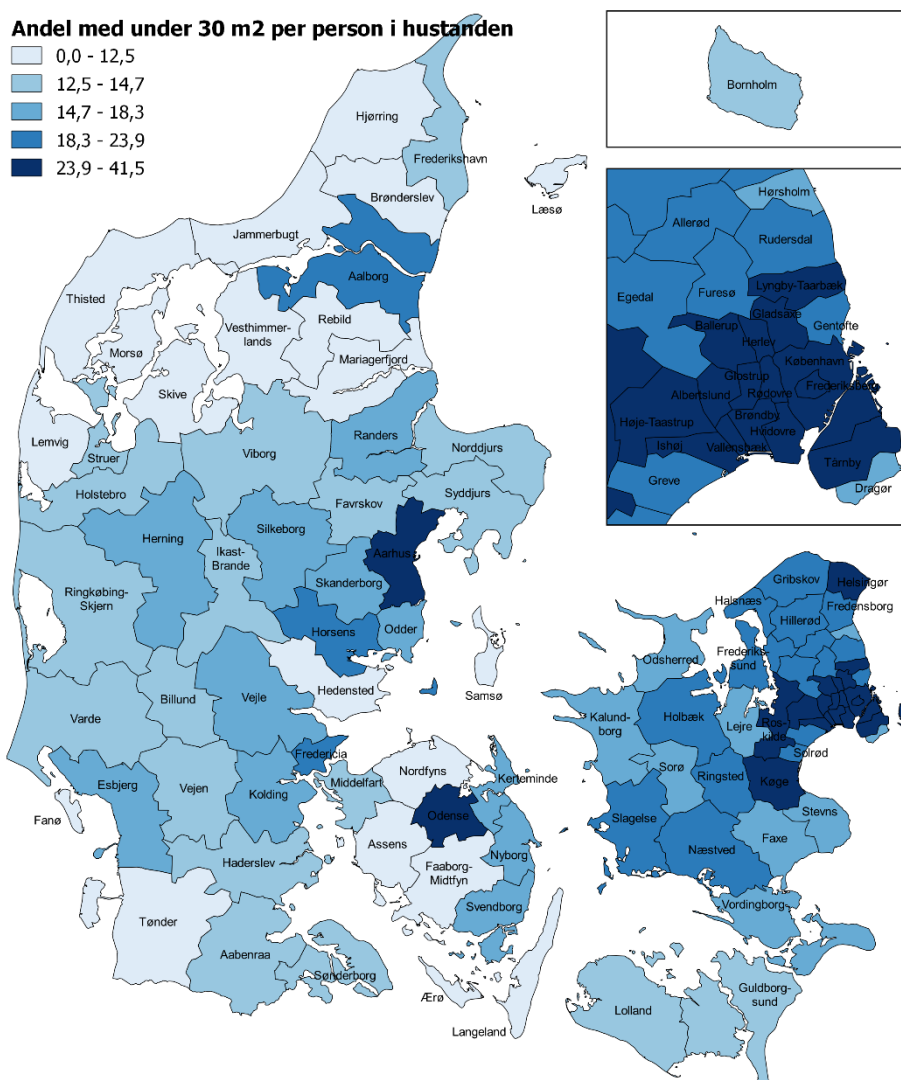 Andel med under 30 m2 per person i hustanden
0,0 - 12,5
12,5 - 14,7
14,7 - 18,3
18,3 - 23,9
23,9 - 41,5
Hjørring
Frederikshavn
Brønderslev
Læsø
Jammerbugt
Aalborg
Thisted
Vesthimmer-
lands
Rebild
Morsø
Mariagerfjord
Skive
Lemvig
Struer
Viborg
Randers
Norddjurs
Holstebro
Favrskov
Syddjurs
Herning
Silkeborg
Aarhus
Ikast-
Brande
Skanderborg
Ringkøbing-
Skjern
Horsens
Odder
Samsø
Hedensted
Billund
Vejle
Varde
Fredericia
Esbjerg
Vejen
Kolding
Middelfart
Nordfyns
Kerteminde
Fanø
Odense
Assens
Nyborg
Haderslev
Faaborg-
Midtfyn
Svendborg
Tønder
Aabenraa
Sønderborg
Ærø
Langeland
Bornholm
Hørsholm
Allerød
Rudersdal
Egedal
Furesø
Lyngby-Taarbæk
Gladsaxe
Gentofte
Ballerup
Herlev
København
Glostrup
Frederiksberg
Albertslund
Rødovre
Høje-Taastrup
Brøndby
Hvidovre
Ishøj
Vallensbæk
Tårnby
Greve
Dragør
Gribskov
Helsingør
Halsnæs
Fredensborg
Hillerød
Frederiks-
sund
Odsherred
Kalund-
borg
Holbæk
Lejre
Ros-
kilde
Solrød
Sorø
Ringsted
Køge
Stevns
Slagelse
Næstved
Faxe
Vordingborg
Guldborg-
sund
Lolland